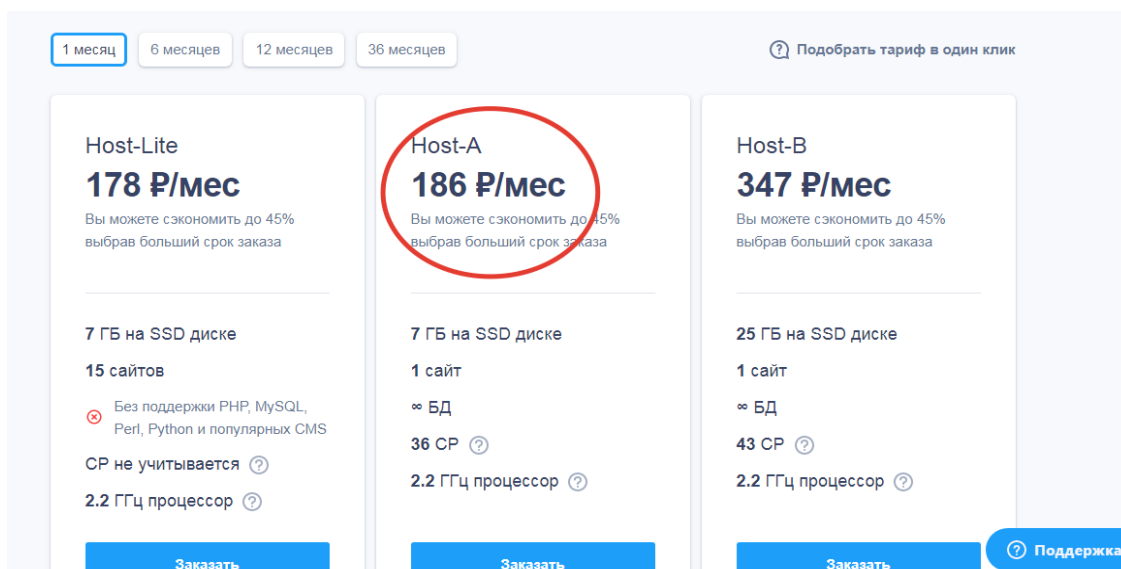 1 месяц
6 месяцев
12 месяцев
36 месяцев
Подобрать тариф в один клик
Host-Lite
178 ₽/мес
Вы можете сэкономить до 45%
выбрав больший срок заказа
7 ГБ на SSD диске
15 сайтов
Без поддержки PHP, MySQL,
Perl, Python и популярных CMS
CP не учитывается
2.2 ГГц процессор
Заказать
Host-A
186 ₽/мес
Вы можете сэкономить до 45%
выбрав больший срок заказа
7 ГБ на SSD диске
1 сайт
∞ БД
36 CP
2.2 ГГц процессор
Заказать
Host-B
347 ₽/мес
Вы можете сэкономить до 45%
выбрав больший срок заказа
25 ГБ на SSD диске
1 сайт
∞ БД
43 CP
2.2 ГГц процессор
Заказать
Поддержка